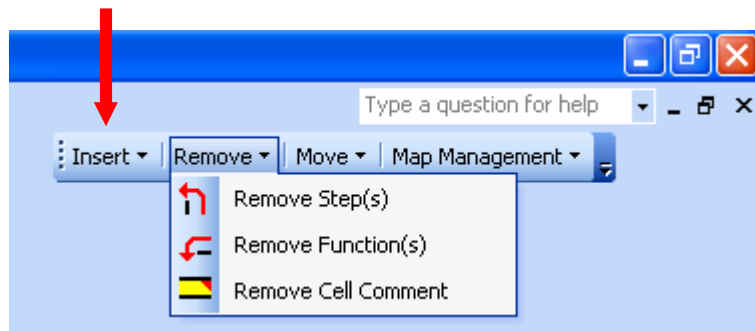 Type a question for help
Insert Remove Move Map Management
Remove Step(s)
Remove Function(s)
Remove Cell Comment